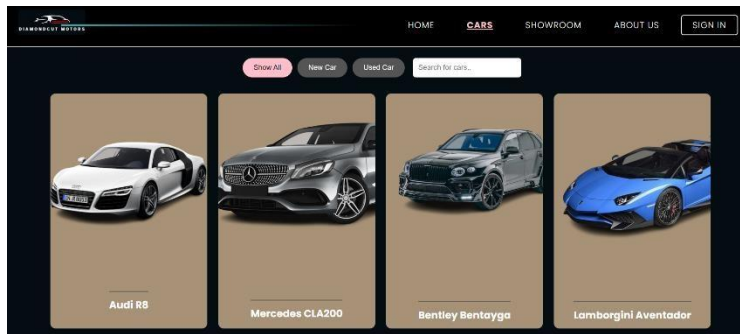 DIAMONDCUT MOTORS
HOME CARS SHOWROOM ABOUT US SIGN IN
Show All New Car Used Car Search for cars..
Audi R8
Mercedes CLA200
Bentley Bentayga
Lamborgini Aventador